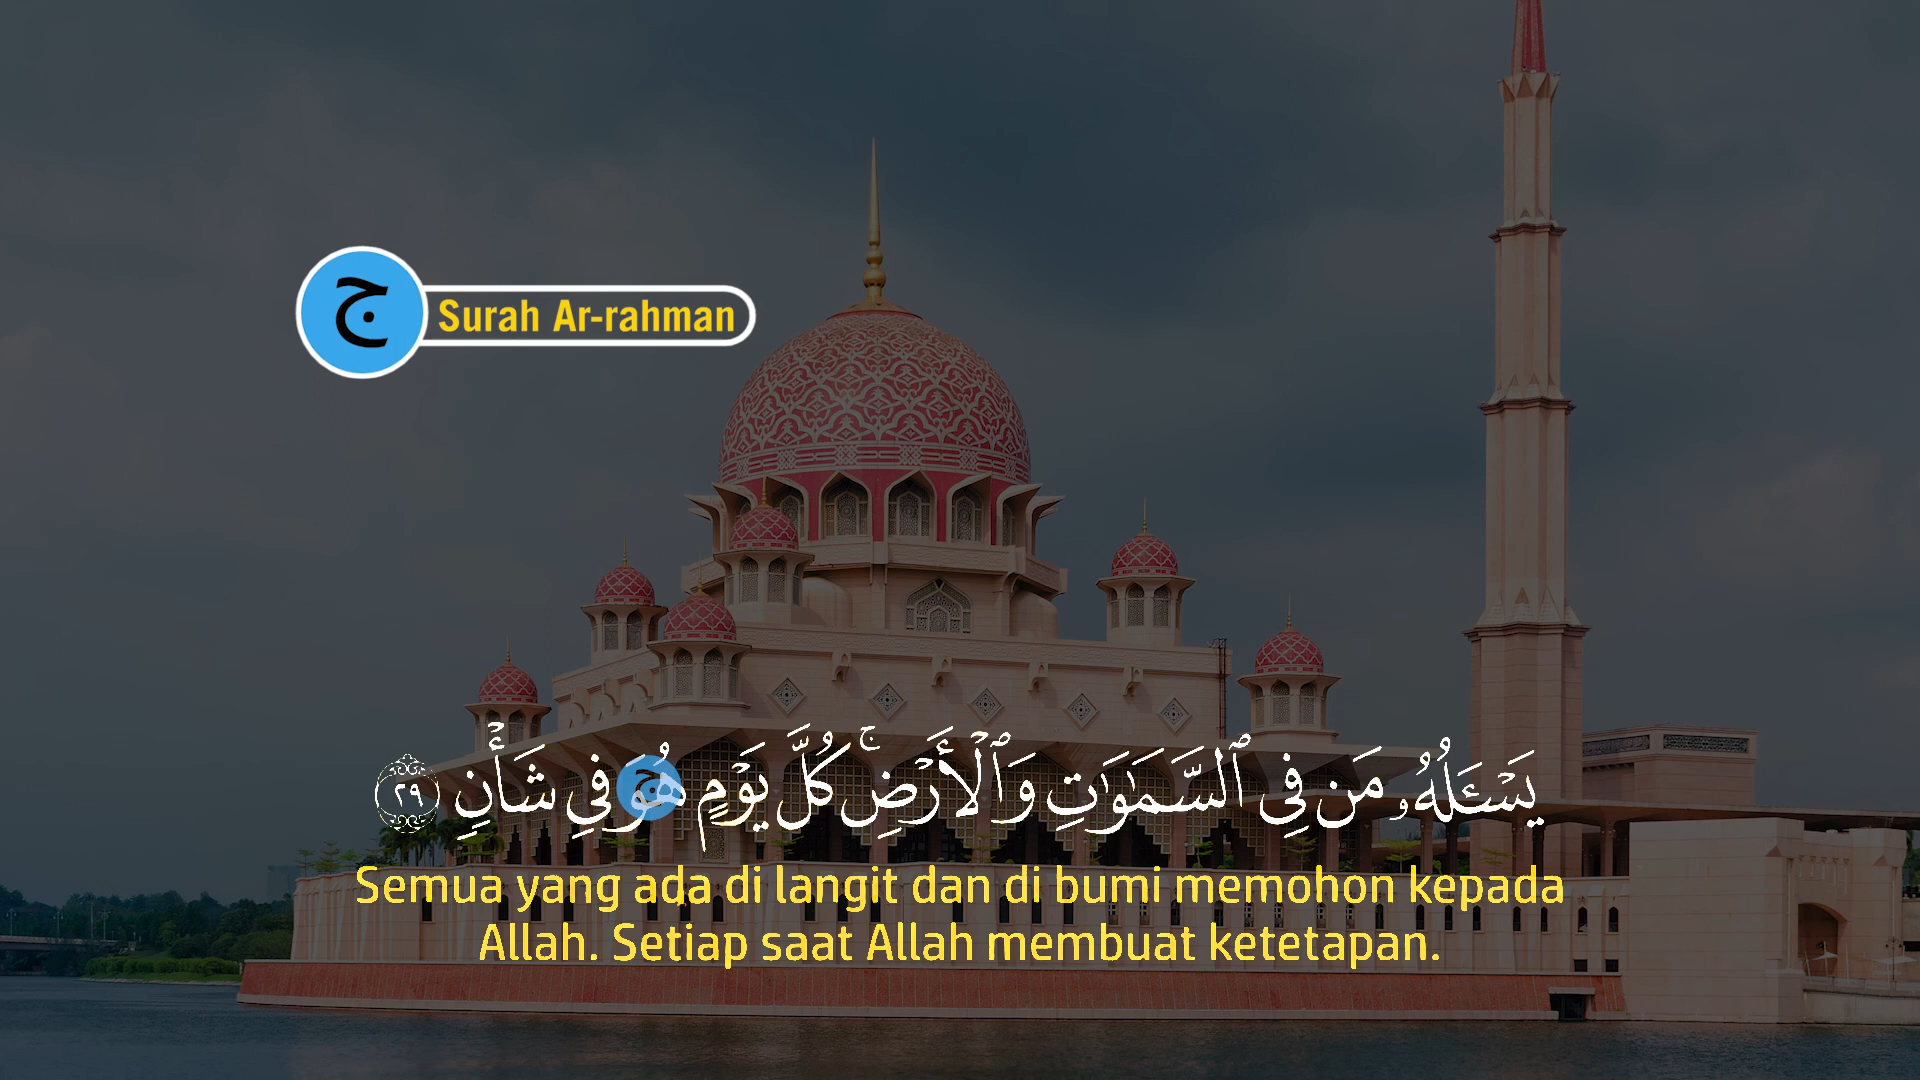 ج Surah Ar-rahman
يَسْـَٔلُهُۥ مَن فِى ٱلسَّمَـٰوَٰتِ وَٱلْأَرْضِ ۚ كُلَّ يَوْمٍ هُوَ فِى شَأْنٍ ٢٩
ج
Semua yang ada di langit dan di bumi memohon kepada
Allah. Setiap saat Allah membuat ketetapan.